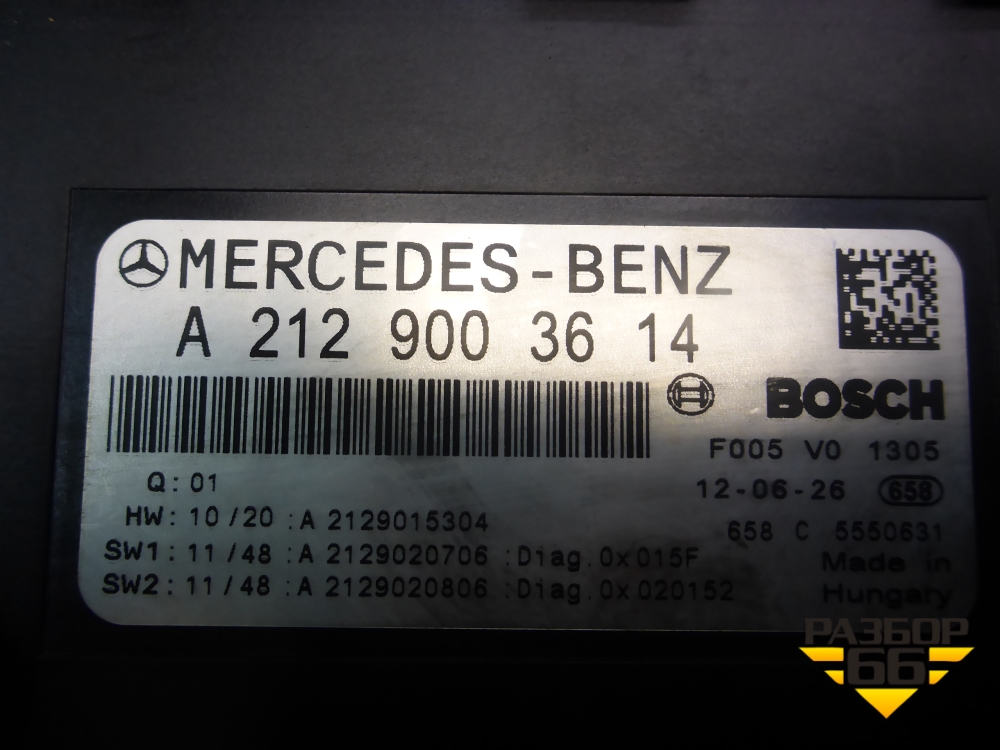 MERCEDES-BENZ
A 212 900 36 14
BOSCH
F005 V0 1305
Q: 01
12-06-26 658
HW: 10/20 :A 2129015304
658 C 5550631
SW1: 11/48 :A 2129020706 :Diag.0x015F
Made in
SW2: 11/48 :A 2129020806 :Diag.0x020152
Hungary
РАЗБОР
66